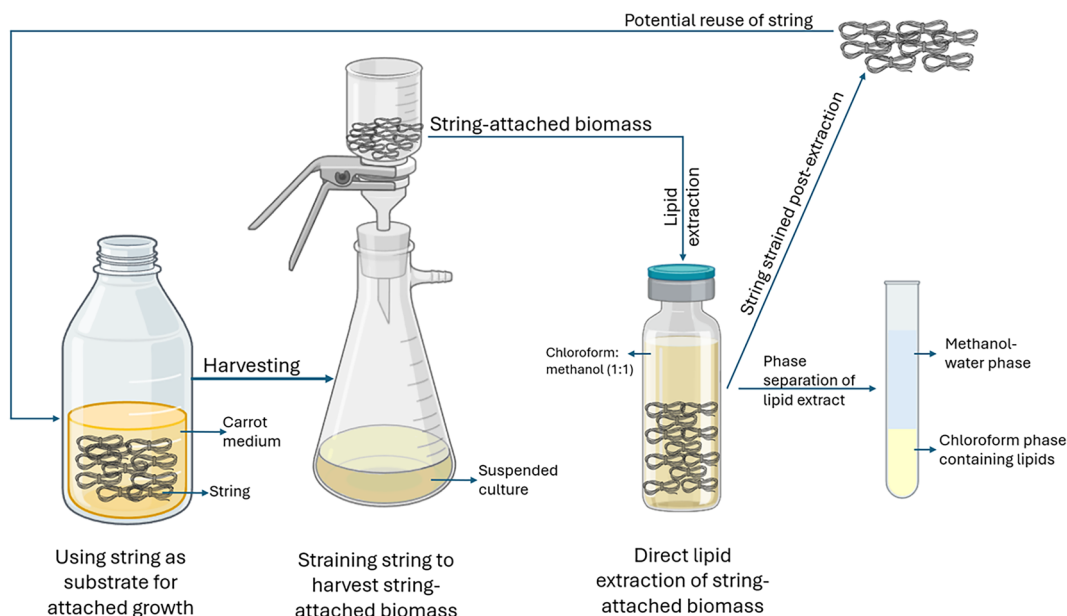 Potential reuse of string
String-attached biomass
Lipid
extraction
String strained post-extraction
Harvesting
Carrot
medium
String
Suspended
culture
Chloroform:
methanol (1:1)
Phase
separation of
lipid extract
Methanol-
water phase
Chloroform phase
containing lipids
Using string as
substrate for
attached growth
Straining string to
harvest string-
attached biomass
Direct lipid
extraction of string-
attached biomass